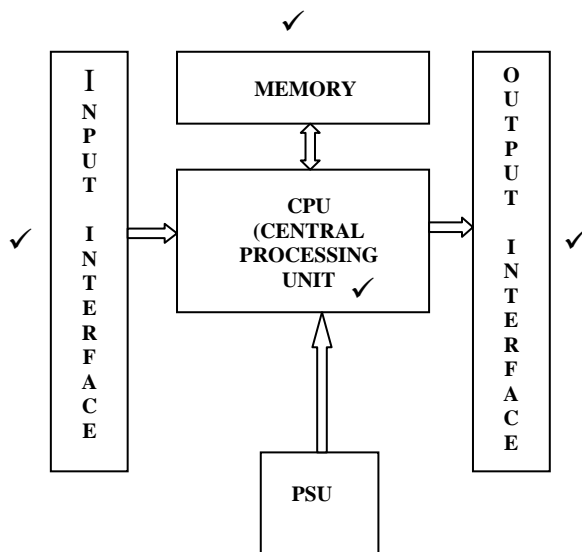 INPUT INTERFACE
MEMORY
CPU
(CENTRAL
PROCESSING
UNIT
OUTPUT INTERFACE
PSU